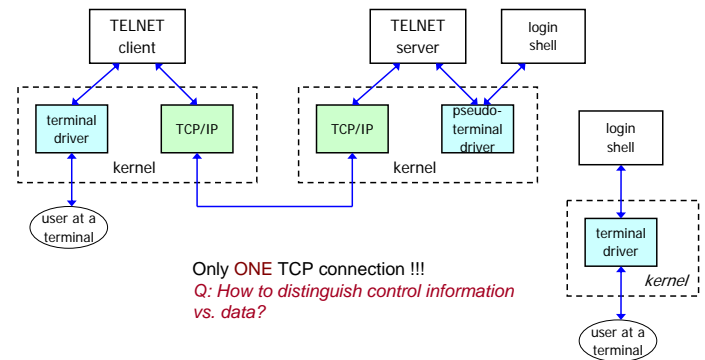 TELNET
client
TELNET
server
login
shell
terminal
driver
TCP/IP
kernel
TCP/IP
pseudo-
terminal
driver
kernel
user at a
terminal
login
shell
terminal
driver
kernel
user at a
terminal
Only ONE TCP connection !!!
Q: How to distinguish control information
vs. data?